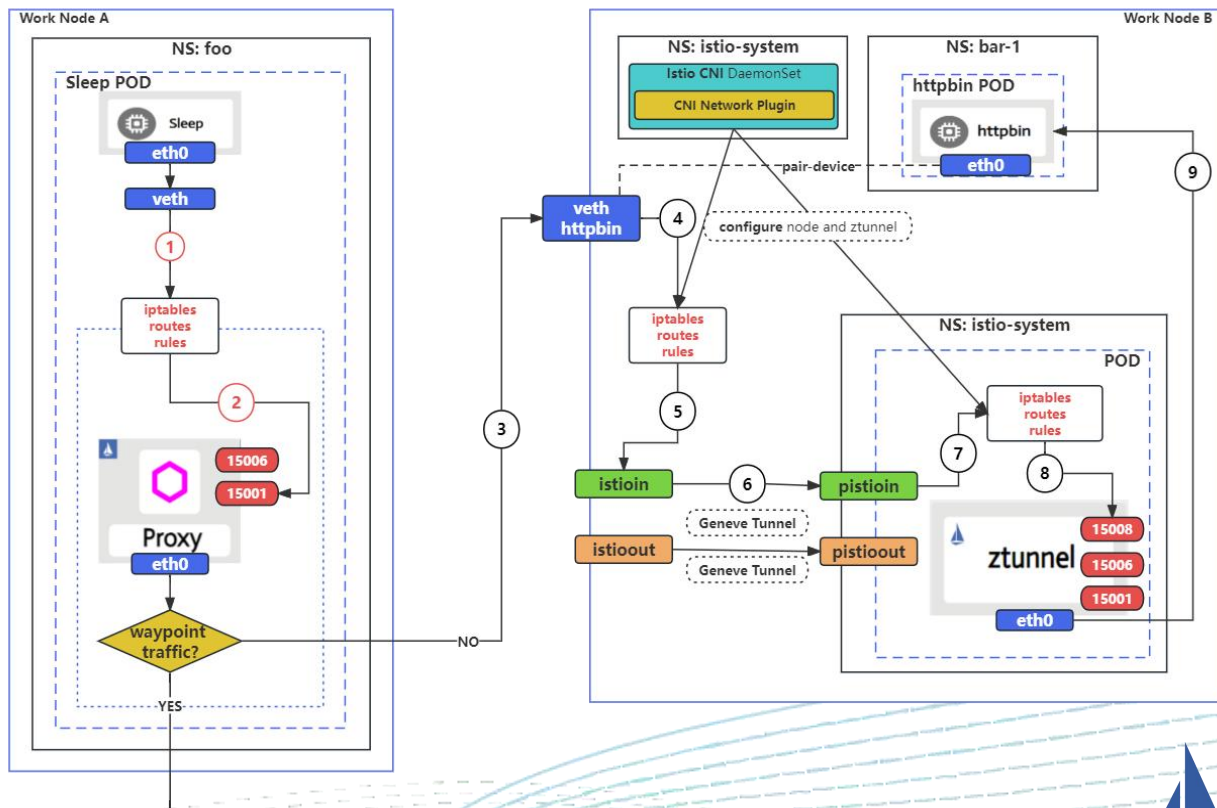 Work Node A
NS: foo
Sleep POD
Sleep
eth0
veth
1
iptables
routes
rules
2
15006
15001
Proxy
eth0
waypoint
traffic?
NO
YES
3
Work Node B
NS: istio-system
Istio CNI DaemonSet
CNI Network Plugin
NS: bar-1
httpbin POD
httpbin
eth0
pair-device
9
veth
httpbin
4
configure node and ztunnel
iptables
routes
rules
5
NS: istio-system
POD
iptables
routes
rules
7
8
istioin
6
pistioin
Geneve Tunnel
istioout
pistioout
Geneve Tunnel
ztunnel
15008
15006
15001
eth0